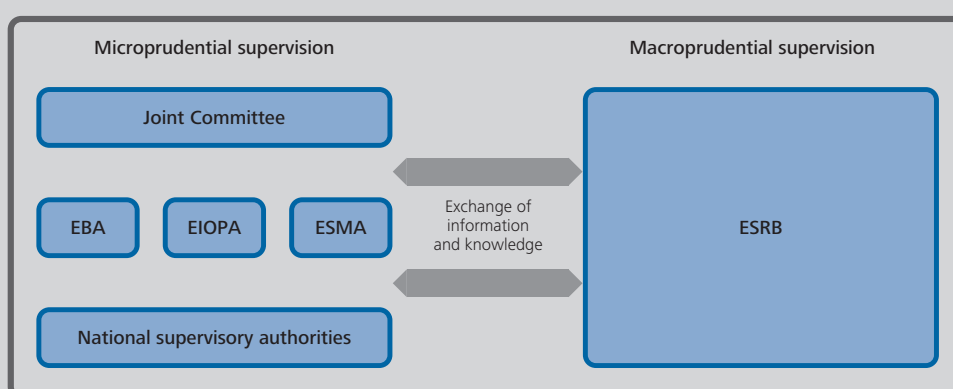 Microprudential supervision
Macroprudential supervision
Joint Committee
EBA
EIOPA
ESMA
Exchange of
information
and knowledge
ESRB
National supervisory authorities